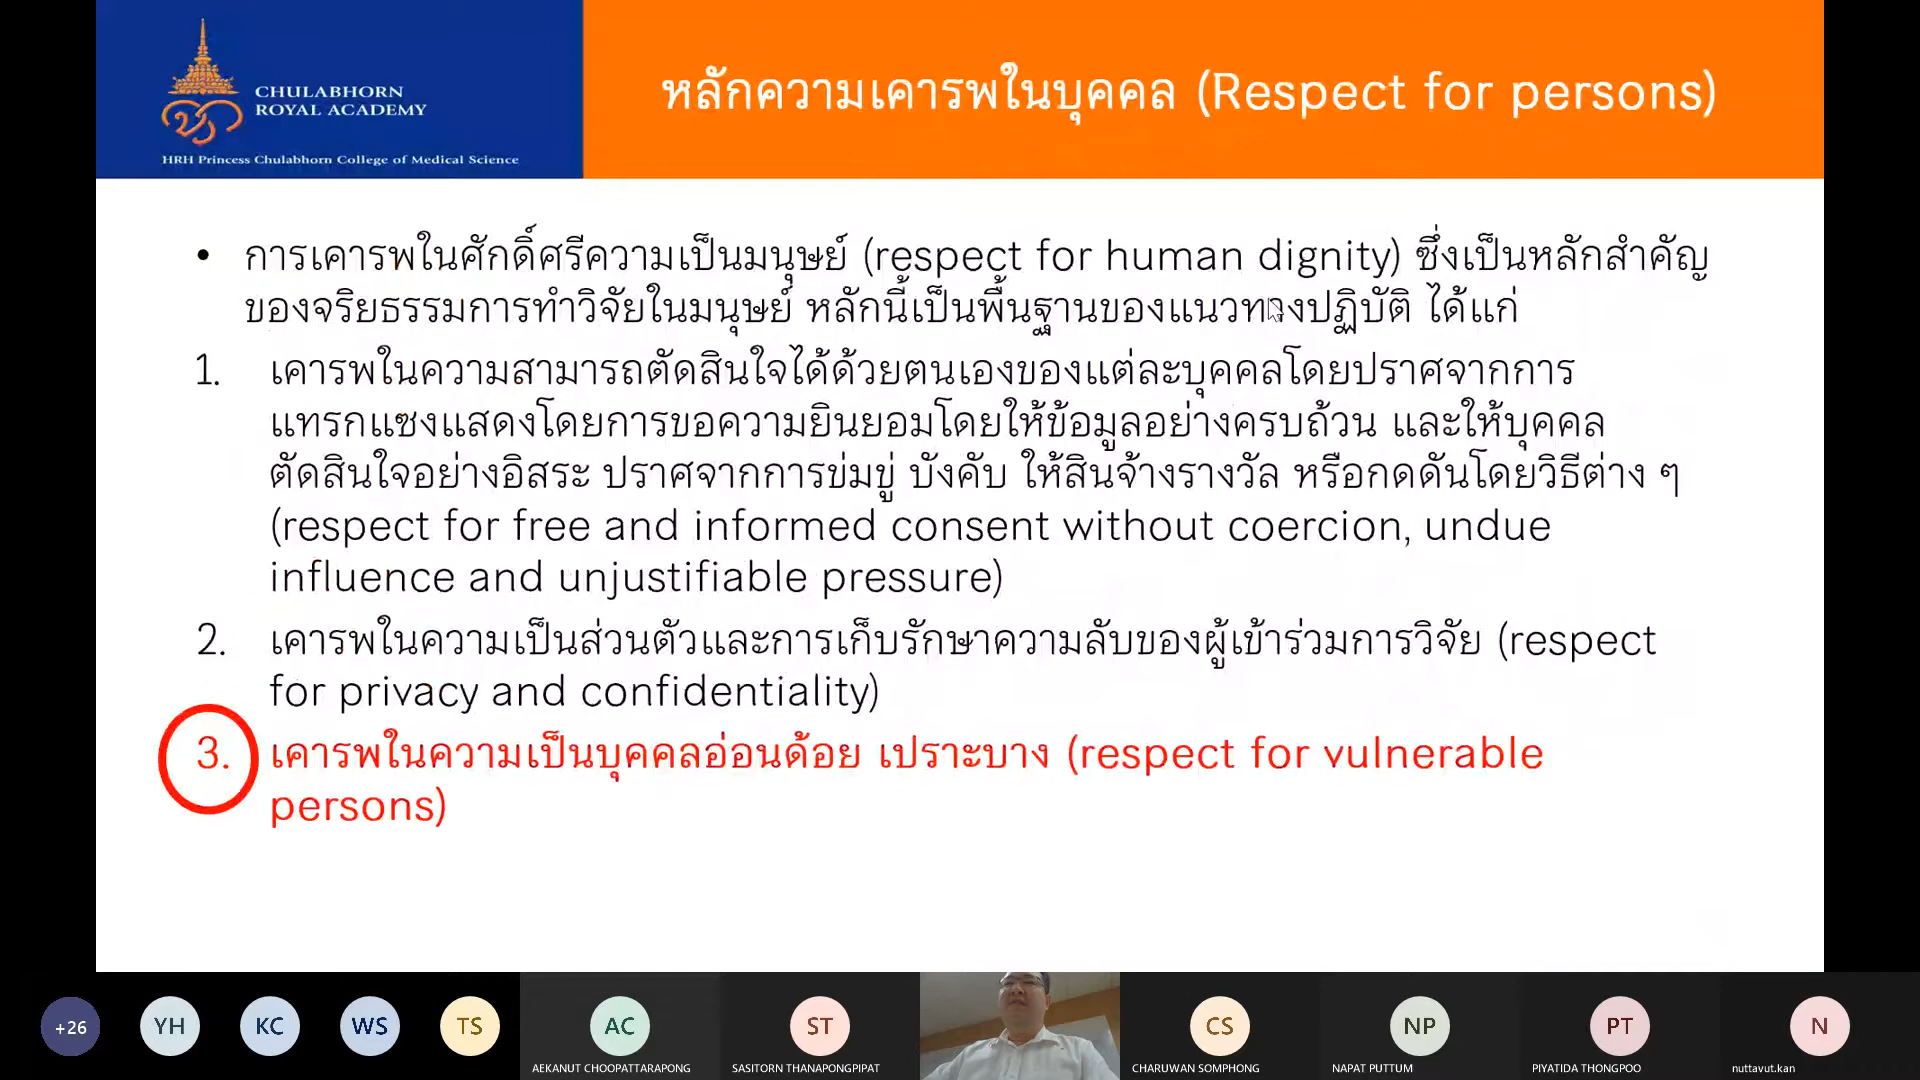 CHULABHORN
ROYAL ACADEMY
HRH Princess Chulabhorn College of Medical Science
หลักความเคารพในบุคคล (Respect for persons)
• การเคารพในศักดิ์ศรีความเป็นมนุษย์ (respect for human dignity) ซึ่งเป็นหลักสำคัญ
ของจริยธรรมการทำวิจัยในมนุษย์ หลักนี้เป็นพื้นฐานของแนวทางปฏิบัติ ได้แก่
1. เคารพในความสามารถตัดสินใจได้ด้วยตนเองของแต่ละบุคคลโดยปราศจากการ
แทรกแซงแสดงโดยการขอความยินยอมโดยให้ข้อมูลอย่างครบถ้วน และให้บุคคล
ตัดสินใจอย่างอิสระ ปราศจากการข่มขู่ บังคับ ให้สินจ้างรางวัล หรือกดดันโดยวิธีต่าง ๆ
(respect for free and informed consent without coercion, undue
influence and unjustifiable pressure)
2. เคารพในความเป็นส่วนตัวและการเก็บรักษาความลับของผู้เข้าร่วมการวิจัย (respect
for privacy and confidentiality)
3. เคารพในความเป็นบุคคลอ่อนด้อย เปราะบาง (respect for vulnerable
persons)
+26 YH KC WS TS AC ST CS NP PT N
AEKANUT CHOOPATTARAPONG SASITORN THANAPONGPIPAT CHARUWAN SOMPHONG NAPAT PUTTUM PIYATIDA THONGPOO nuttavut.kan